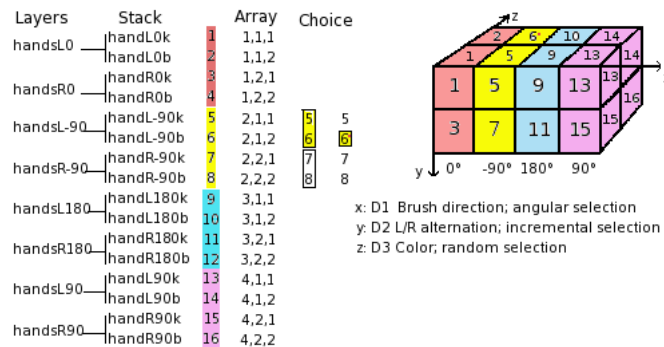 Layers Stack Array Choice
handsL0 handL0k 1 1,1,1
handL0b 2 1,1,2
handsR0 handR0k 3 1,2,1
handR0b 4 1,2,2
handsL-90 handL-90k 5 2,1,1 5 5
handL-90b 6 2,1,2 6 6
handsR-90 handR-90k 7 2,2,1 7 7
handR-90b 8 2,2,2 8 8
handsL180 handL180k 9 3,1,1
handL180b 10 3,1,2
handsR180 handR180k 11 3,2,1
handR180b 12 3,2,2
handsL90 handL90k 13 4,1,1
handL90b 14 4,1,2
handsR90 handR90k 15 4,2,1
handR90b 16 4,2,2
z
2 6 10 14
1 5 9 13 14
1 5 9 13 13
16
3 7 11 15 15
y 0° -90° 180° 90°
x: D1 Brush direction; angular selection
y: D2 L/R alternation; incremental selection
z: D3 Color; random selection